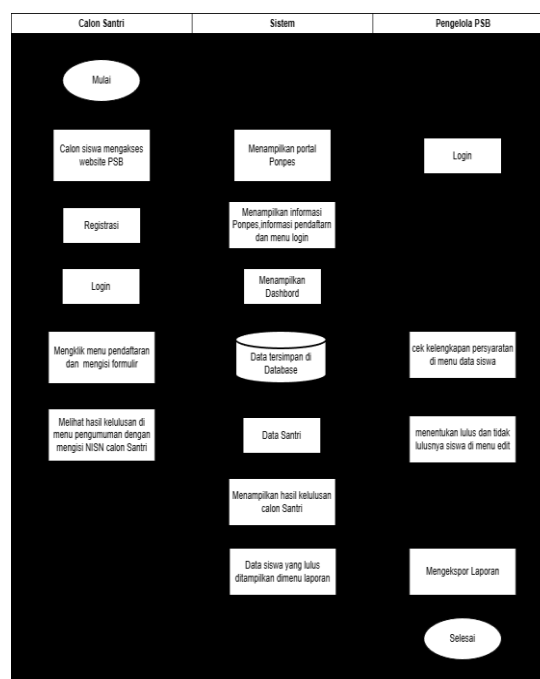 Calon Santri
Sistem
Pengelola PSB
Mulai
Calon siswa mengakses
website PSB
Menampilkan portal
Ponpes
Login
Registrasi
Menampilkan informasi
Ponpes,informasi pendaftarn
dan menu login
Login
Menampilkan
Dashbord
Mengklik menu pendaftaran
dan mengisi formulir
Data tersimpan di
Database
cek kelengkapan persyaratan
di menu data siswa
Melihat hasil kelulusan di
menu pengumuman dengan
mengisi NISN calon Santri
Data Santri
menentukan lulus dan tidak
lulusnya siswa di menu edit
Menampilkan hasil kelulusan
calon Santri
Data siswa yang lulus
ditampilkan dimenu laporan
Mengekspor Laporan
Selesai